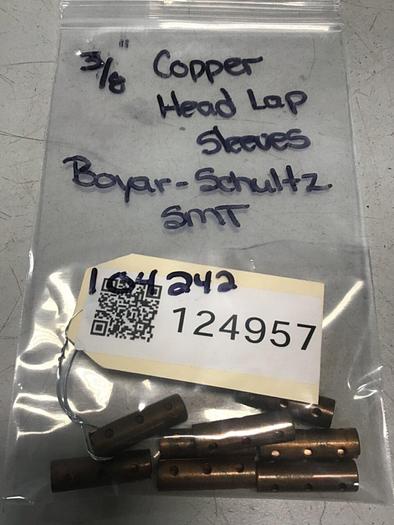 3/8" Copper
Head Lap
Sleeves
Boyar-Schultz
SMT
104242
124957